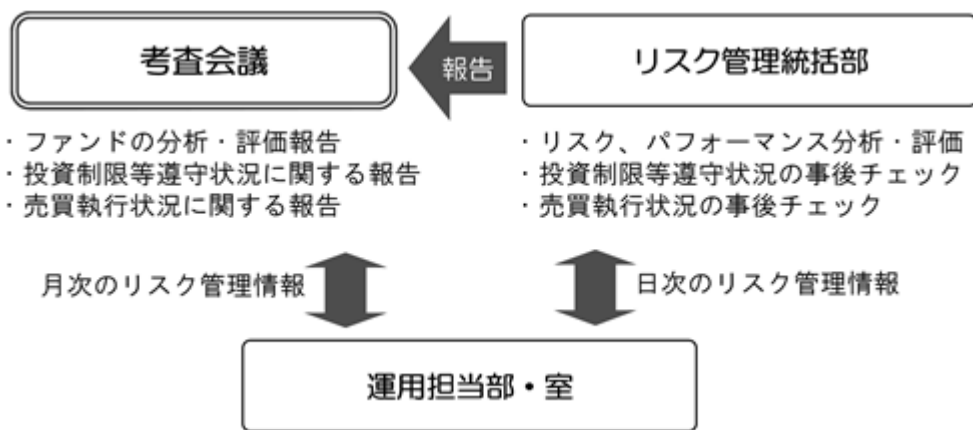 考査会議
報告
リスク管理統括部
・ファンドの分析・評価報告
・投資制限等遵守状況に関する報告
・売買執行状況に関する報告
・リスク、パフォーマンス分析・評価
・投資制限等遵守状況の事後チェック
・売買執行状況の事後チェック
月次のリスク管理情報
日次のリスク管理情報
運用担当部・室